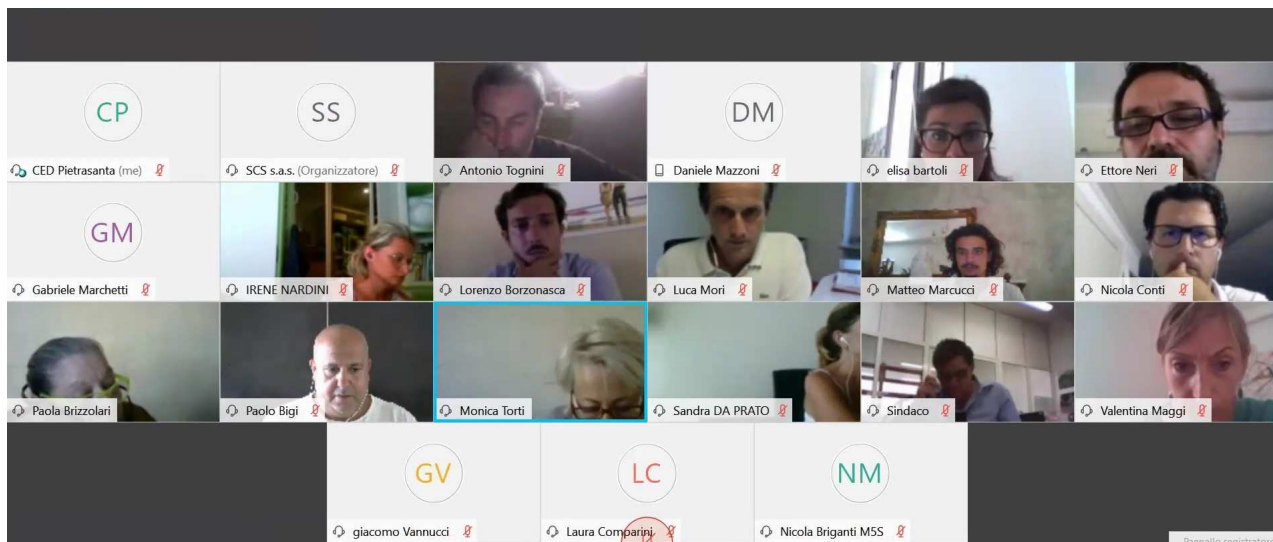 CP
CED Pietrasanta (me)
SS
SCS s.a.s. (Organizzatore)
Antonio Tognini
DM
Daniele Mazzoni
elisa bartoli
Ettore Neri
GM
Gabriele Marchetti
IRENE NARDINI
Lorenzo Borzonasca
Luca Mori
Matteo Marcucci
Nicola Conti
Paola Brizzolari
Paolo Bigi
Monica Torti
Sandra DA PRATO
Sindaco
Valentina Maggi
GV
giacomo Vannucci
LC
Laura Comparini
NM
Nicola Briganti M5S
Pannello registratore